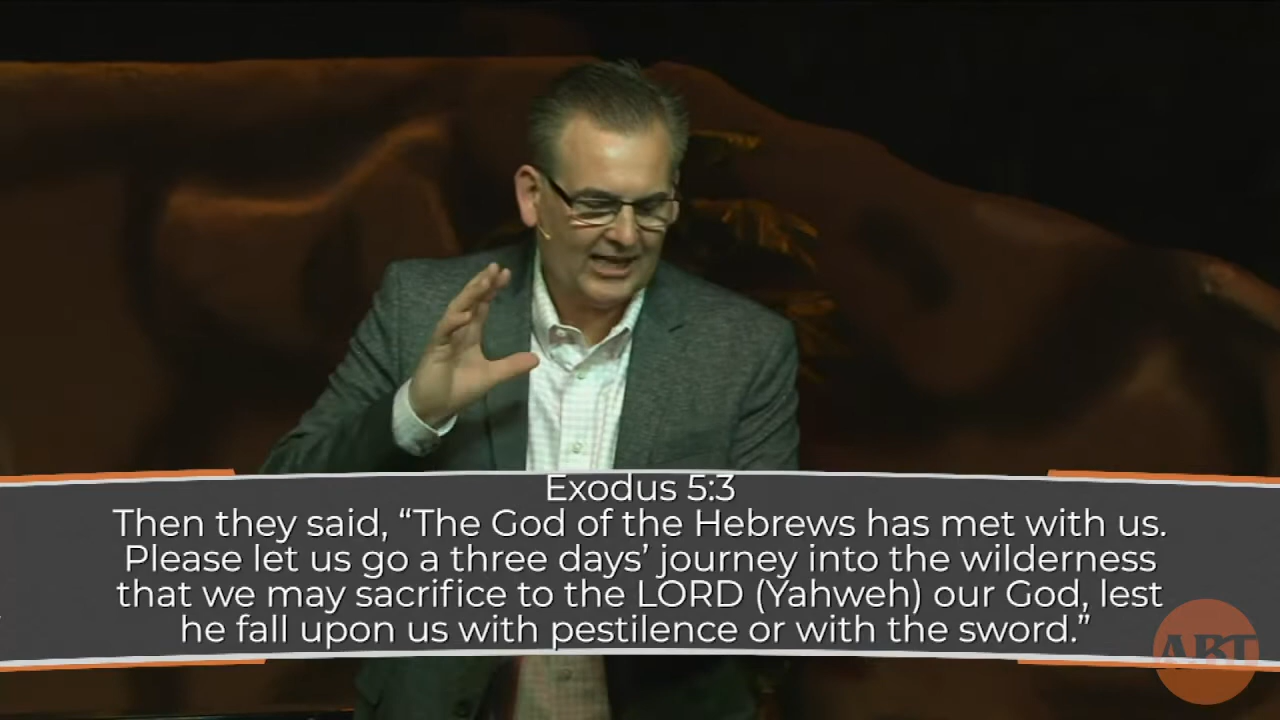 Exodus 5:3
Then they said, “The God of the Hebrews has met with us.
Please let us go a three days’ journey into the wilderness
that we may sacrifice to the LORD (Yahweh) our God, lest
he fall upon us with pestilence or with the sword.”
ART